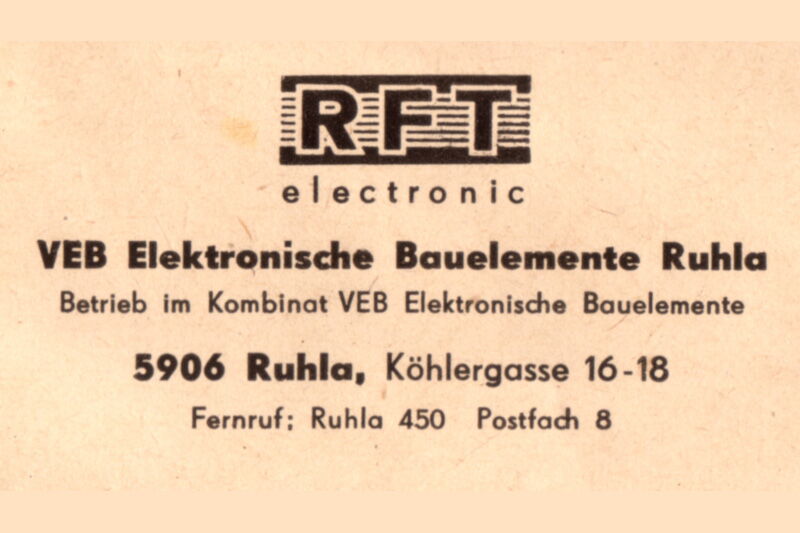 RFT
electronic
VEB Elektronische Bauelemente Ruhla
Betrieb im Kombinat VEB Elektronische Bauelemente
5906 Ruhla, Köhlergasse 16-18
Fernruf; Ruhla 450 Postfach 8